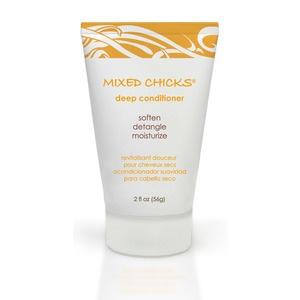 MIXED CHICKS®
deep conditioner
soften
detangle
moisturize
revitalisant douceur
pour cheveux secs
acondicionador suavidad
para cabello seco
2 fl oz (56g)